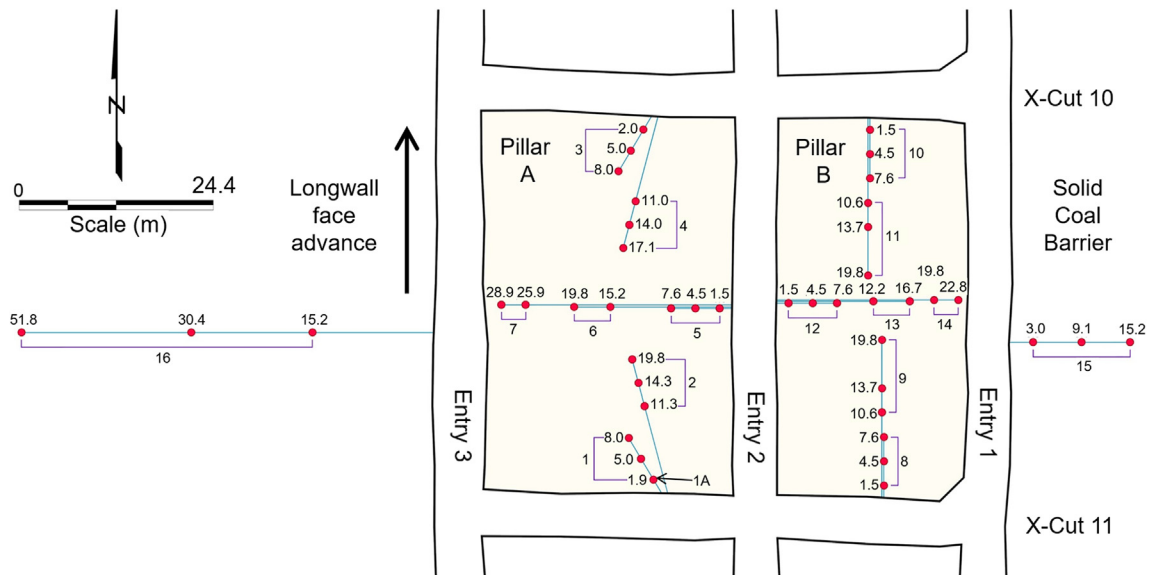 X-Cut 10
N
0 24.4
Scale (m)
Longwall
face
advance
Pillar
A
2.0
3 5.0
8.0
11.0
14.0 4
17.1
Pillar
B
1.5
4.5 10
7.6
10.6
13.7 11
19.8
Solid
Coal
Barrier
28.9 25.9 19.8 15.2 7.6 4.5 1.5
7 6 5
1.5 4.5 7.6 12.2 16.7 19.8 22.8
12 13 14
51.8 30.4 15.2
16
3.0 9.1 15.2
15
19.8
14.3 2
11.3
8.0
1 5.0
1.9 1A
19.8
13.7 9
10.6
7.6
4.5 8
1.5
Entry 3
Entry 2
Entry 1
X-Cut 11